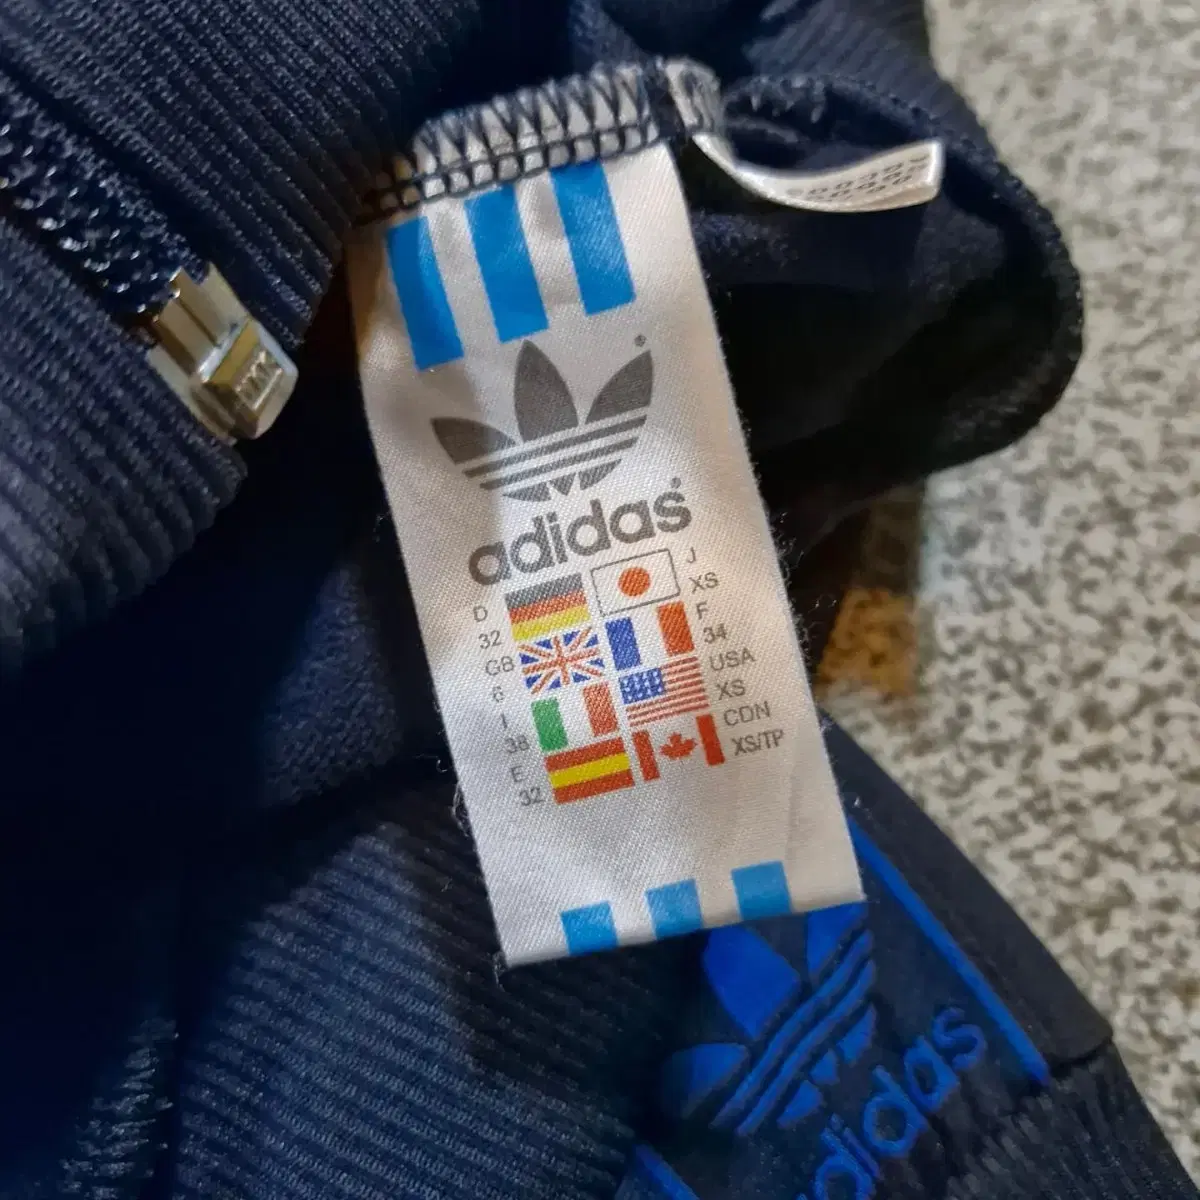 adidas
D
32
GB
6
I
38
E
32
J
XS
F
34
USA
XS
CDN
XS/TP
adidas